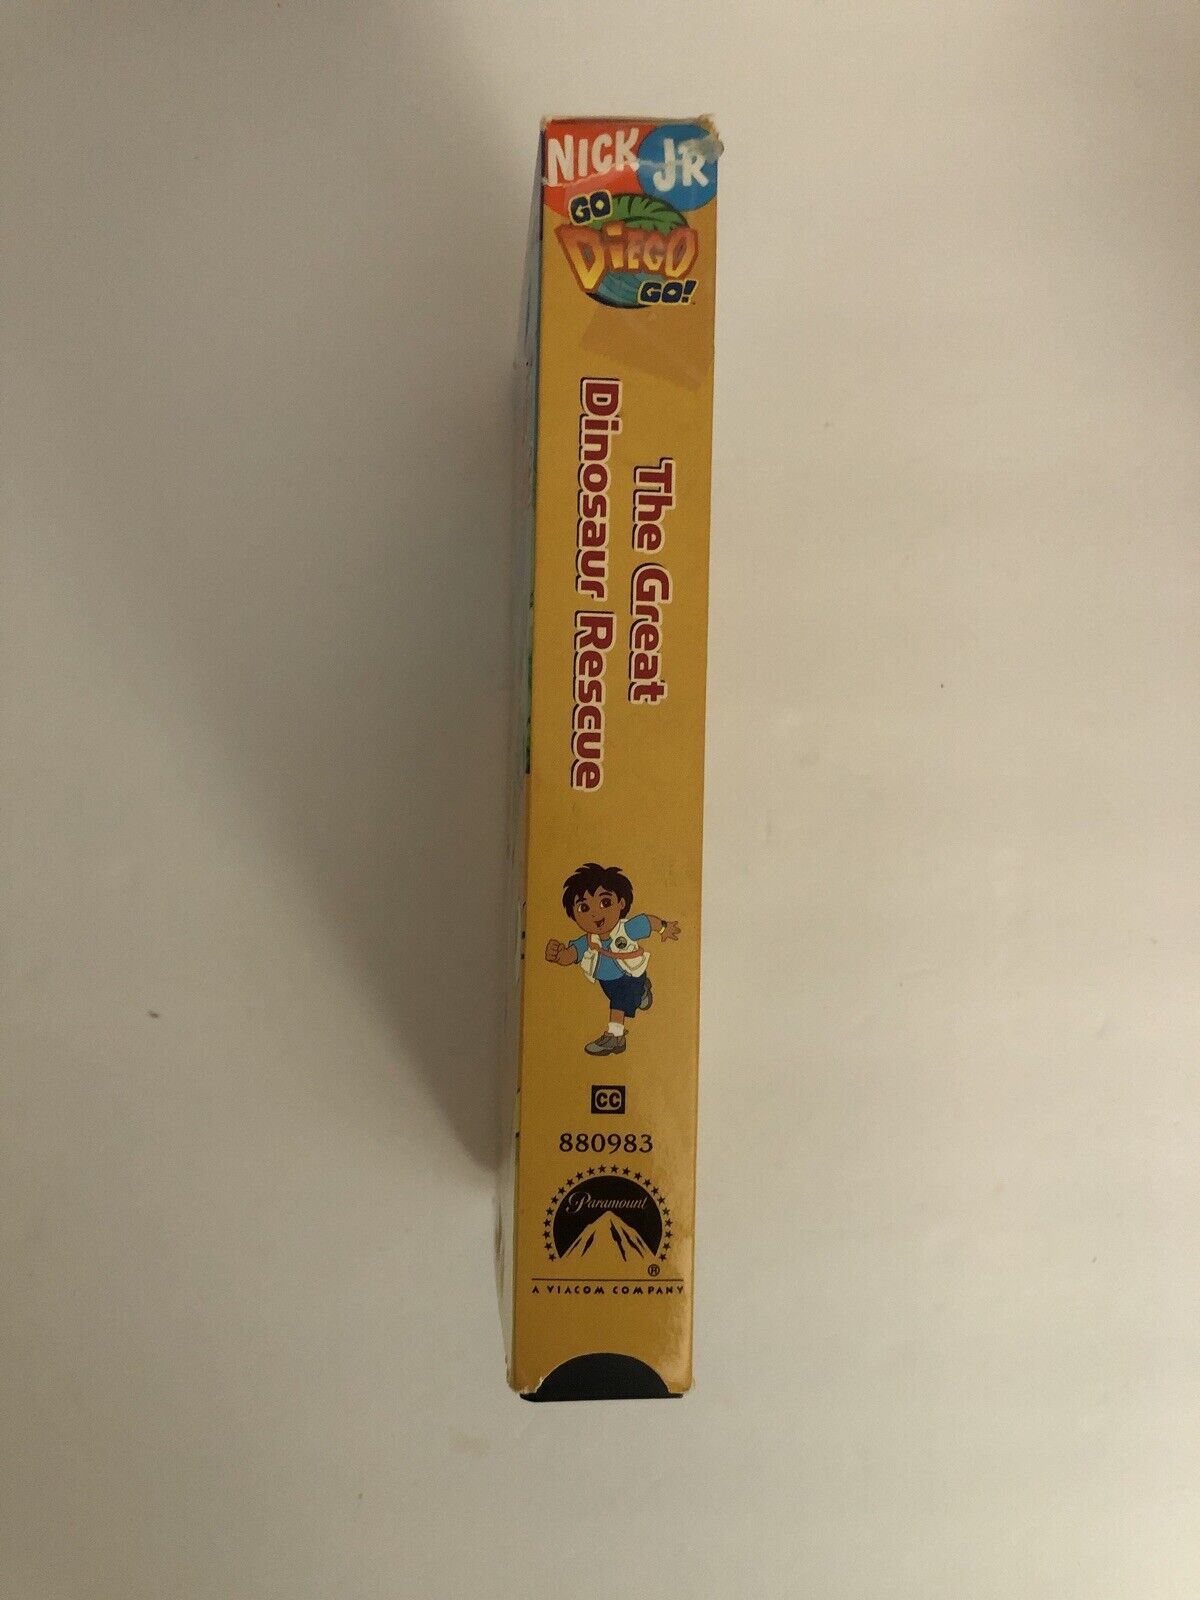 NICK JR
GO
DIEGO
GO!
The Great
Dinosaur Rescue
CC
880983
Paramount
®
A VIACOM COMPANY